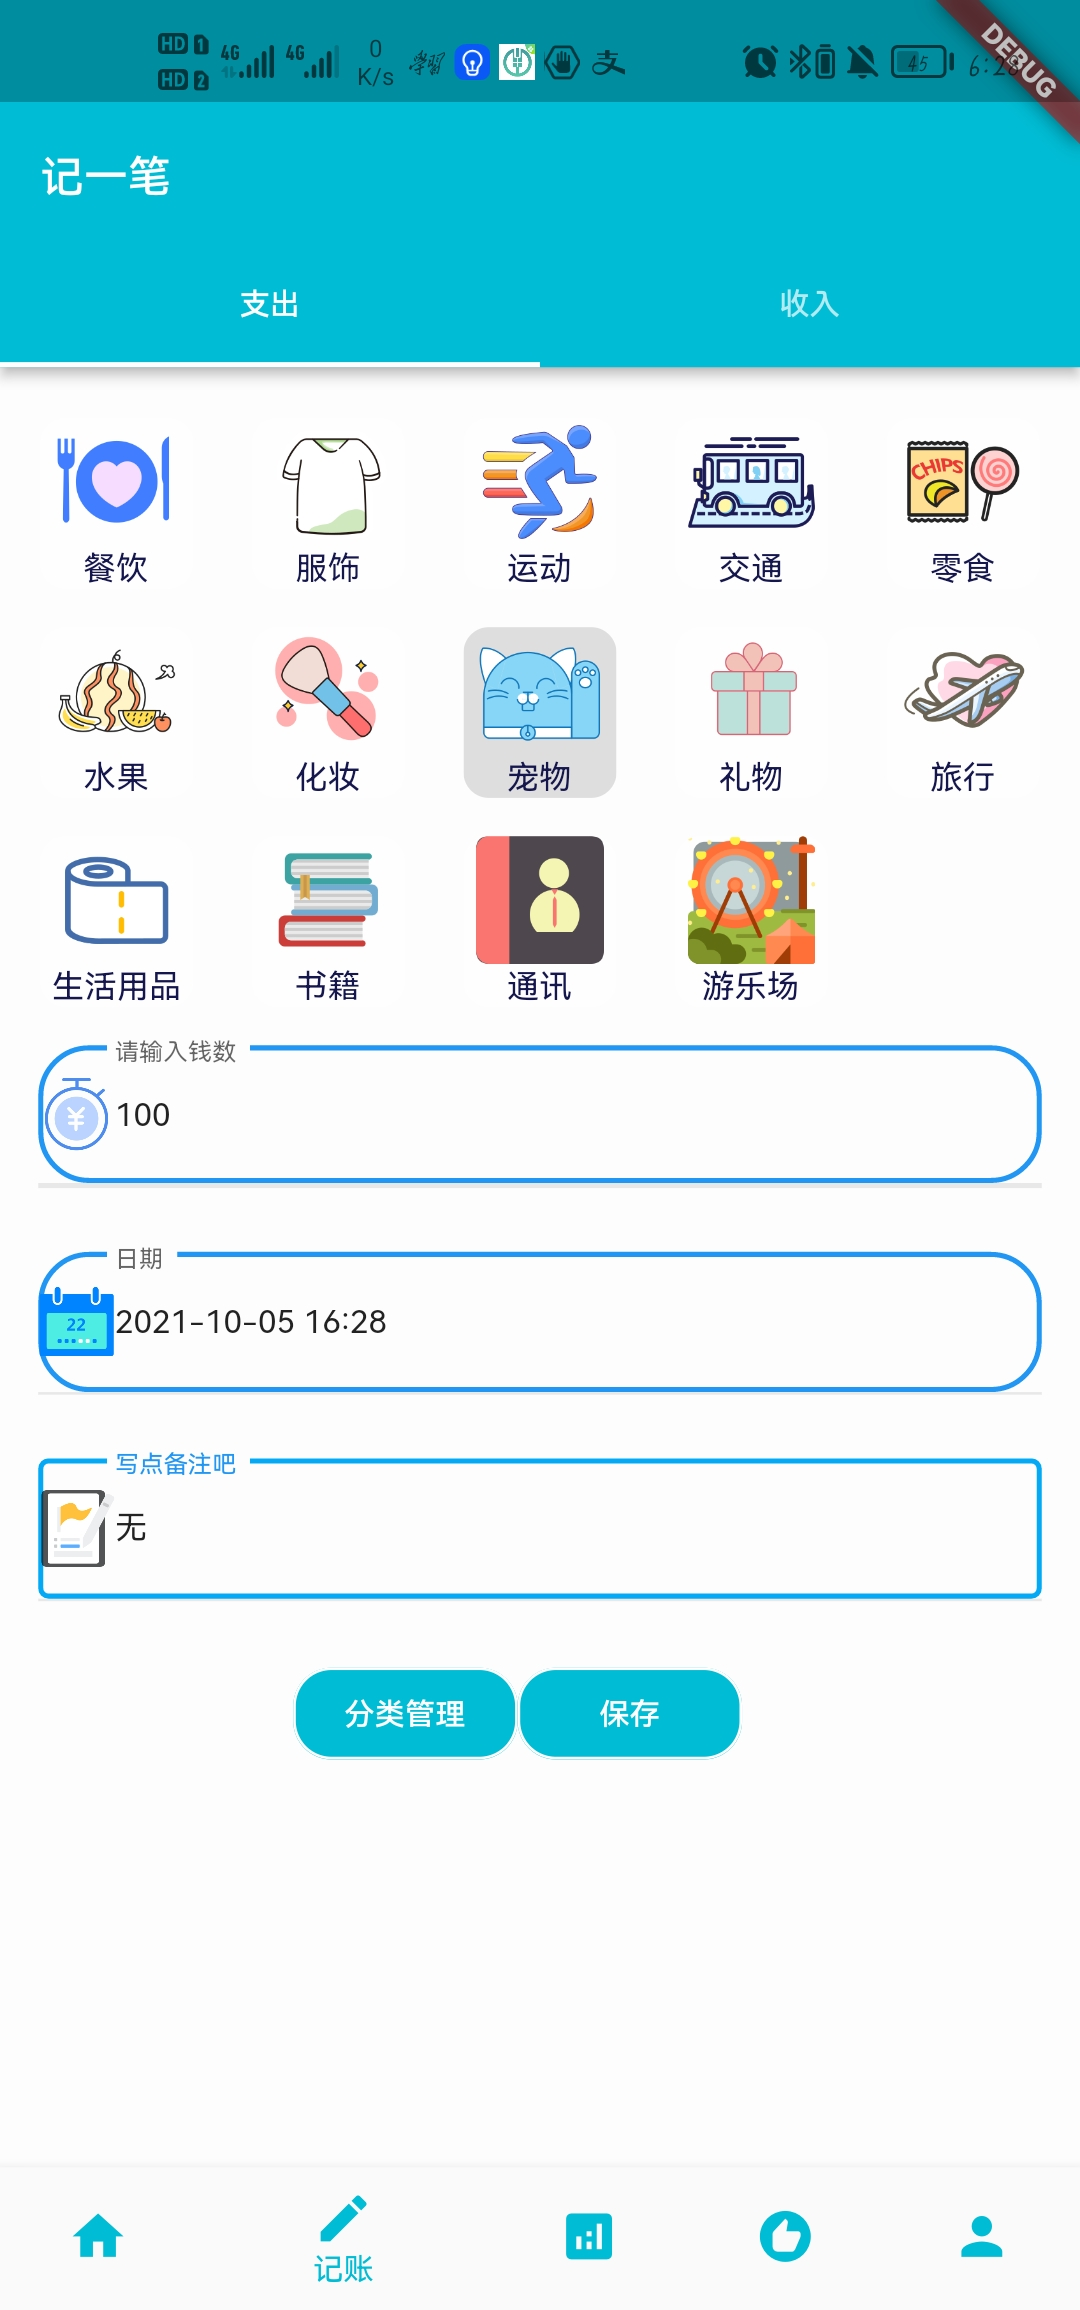 HD 1 4G 4G 0 学習 支 45 6:28
HD 2 K/s
DEBUG
记一笔
支出 收入
CHIPS
餐饮 服饰 运动 交通 零食
水果 化妆 宠物 礼物 旅行
生活用品 书籍 通讯 游乐场
请输入钱数
¥ 100
日期
22
2021-10-05 16:28
写点备注吧
无
分类管理 保存
记账